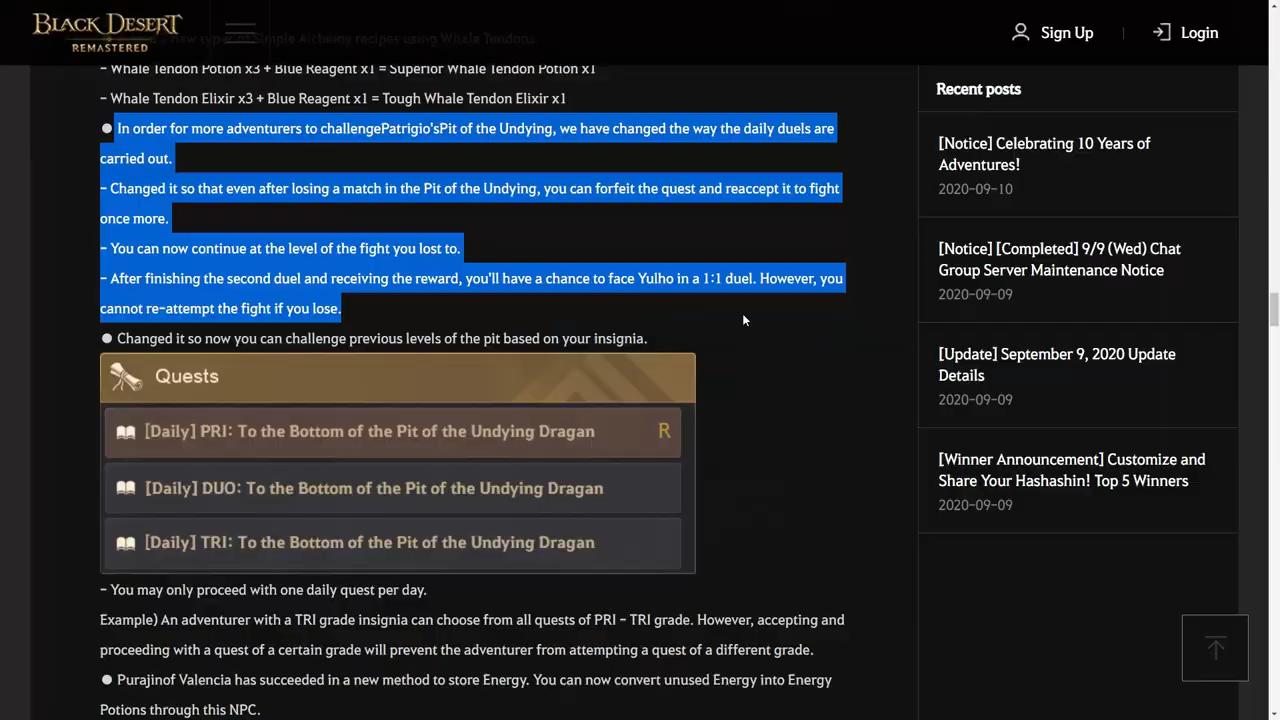 BLACK DESERT
REMASTERED
Sign Up
Login
new types of Simple Alchemy recipes using Whale Tendons.
– Whale Tendon Potion x3 + Blue Reagent x1 = Superior Whale Tendon Potion x1
– Whale Tendon Elixir x3 + Blue Reagent x1 = Tough Whale Tendon Elixir x1
● In order for more adventurers to challengePatrigio'sPit of the Undying, we have changed the way the daily duels are
carried out.
– Changed it so that even after losing a match in the Pit of the Undying, you can forfeit the quest and reaccept it to fight
once more.
– You can now continue at the level of the fight you lost to.
– After finishing the second duel and receiving the reward, you'll have a chance to face Yulho in a 1:1 duel. However, you
cannot re-attempt the fight if you lose.
● Changed it so now you can challenge previous levels of the pit based on your insignia.
Quests
[Daily] PRI: To the Bottom of the Pit of the Undying Dragan R
[Daily] DUO: To the Bottom of the Pit of the Undying Dragan
[Daily] TRI: To the Bottom of the Pit of the Undying Dragan
– You may only proceed with one daily quest per day.
Example) An adventurer with a TRI grade insignia can choose from all quests of PRI – TRI grade. However, accepting and
proceeding with a quest of a certain grade will prevent the adventurer from attempting a quest of a different grade.
● Purajinof Valencia has succeeded in a new method to store Energy. You can now convert unused Energy into Energy
Potions through this NPC.
Recent posts
[Notice] Celebrating 10 Years of
Adventures!
2020-09-10
[Notice] [Completed] 9/9 (Wed) Chat
Group Server Maintenance Notice
2020-09-09
[Update] September 9, 2020 Update
Details
2020-09-09
[Winner Announcement] Customize and
Share Your Hashashin! Top 5 Winners
2020-09-09